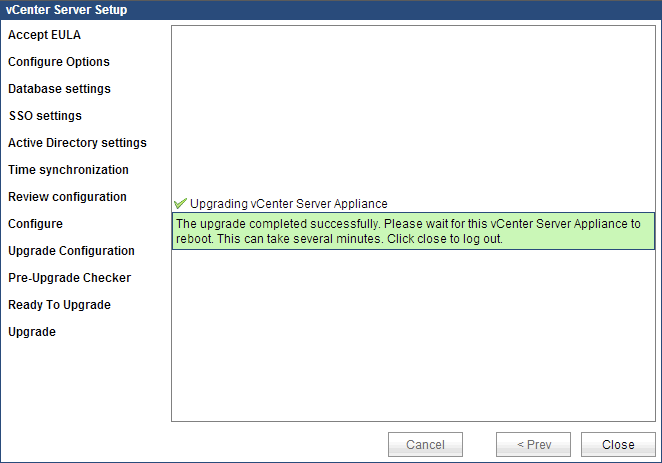 vCenter Server Setup
Accept EULA
Configure Options
Database settings
SSO settings
Active Directory settings
Time synchronization
Review configuration
Configure
Upgrade Configuration
Pre-Upgrade Checker
Ready To Upgrade
Upgrade
Upgrading vCenter Server Appliance
The upgrade completed successfully. Please wait for this vCenter Server Appliance to
reboot. This can take several minutes. Click close to log out.
Cancel
< Prev
Close